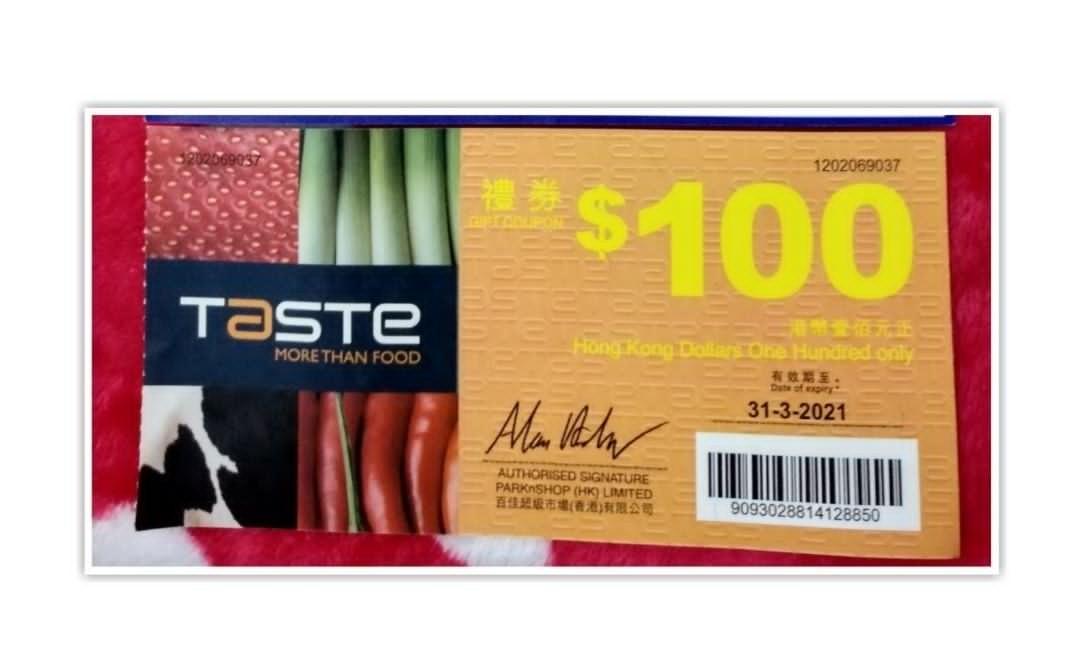 1202069037
TaSTe
MORE THAN FOOD
1202069037
禮券
GIFT COUPON
$100
港幣壹佰元正
Hong Kong Dollars One Hundred only
有效期至:
Date of expiry:
31-3-2021
AUTHORISED SIGNATURE
PARKnSHOP (HK) LIMITED
百佳超級市場(香港)有限公司
9093028814128850